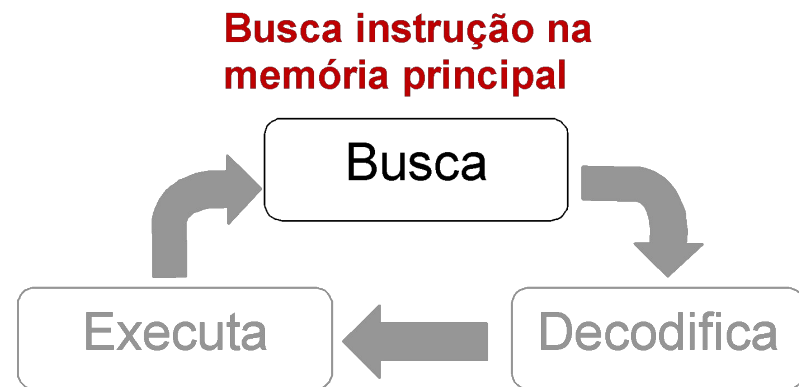 Busca instrução na
memória principal
Busca
Executa
Decodifica